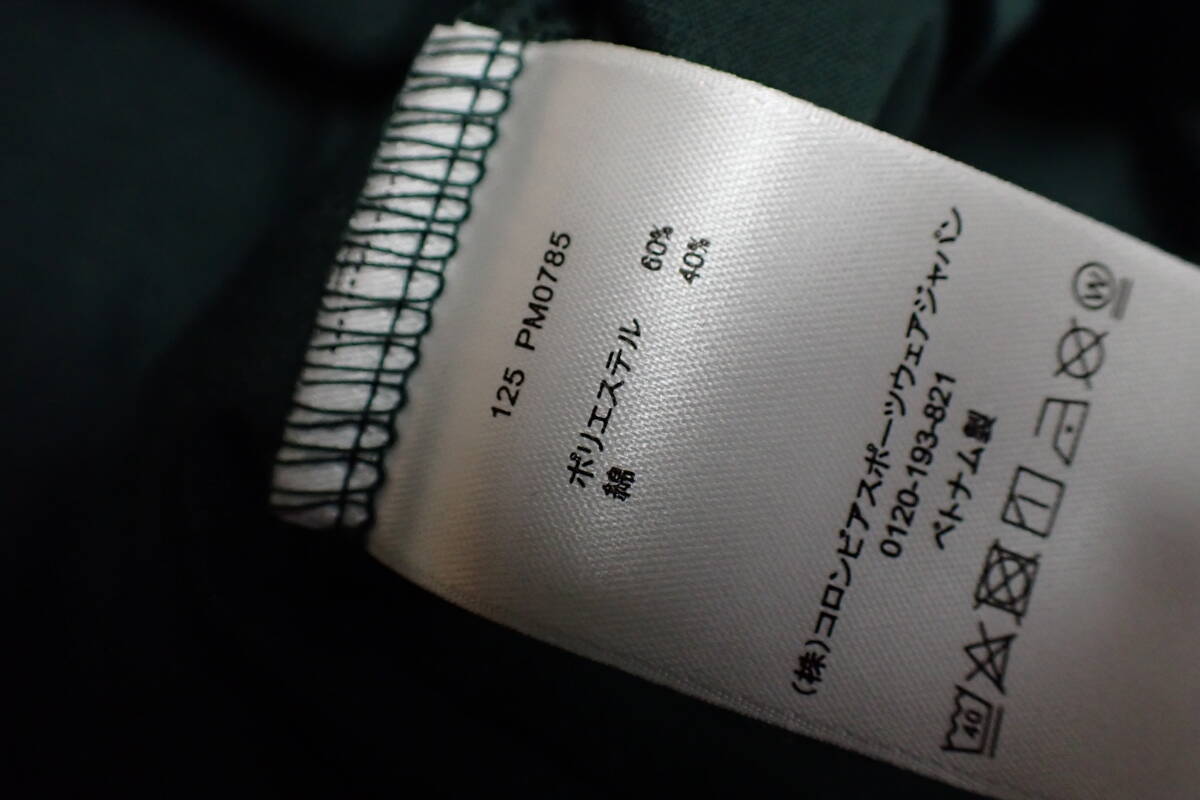 125 PM0785
ポリエステル 60%
綿 40%
(株)コロンビアスポーツウェアジャパン
0120-193-821
ベトナム製
40
W